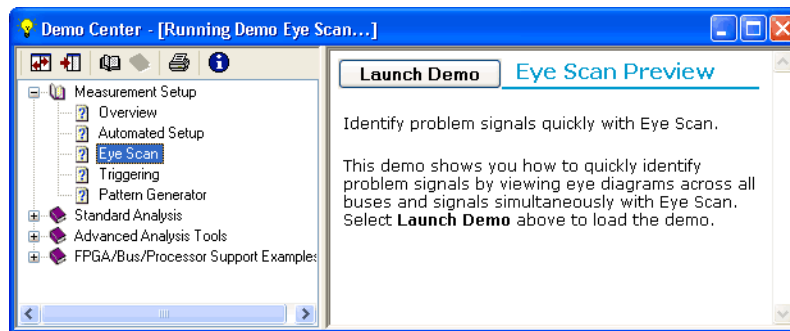 Demo Center - [Running Demo Eye Scan...]
Measurement Setup
Overview
Automated Setup
Eye Scan
Triggering
Pattern Generator
Standard Analysis
Advanced Analysis Tools
FPGA/Bus/Processor Support Examples
Launch Demo
Eye Scan Preview
Identify problem signals quickly with Eye Scan.
This demo shows you how to quickly identify
problem signals by viewing eye diagrams across all
buses and signals simultaneously with Eye Scan.
Select Launch Demo above to load the demo.